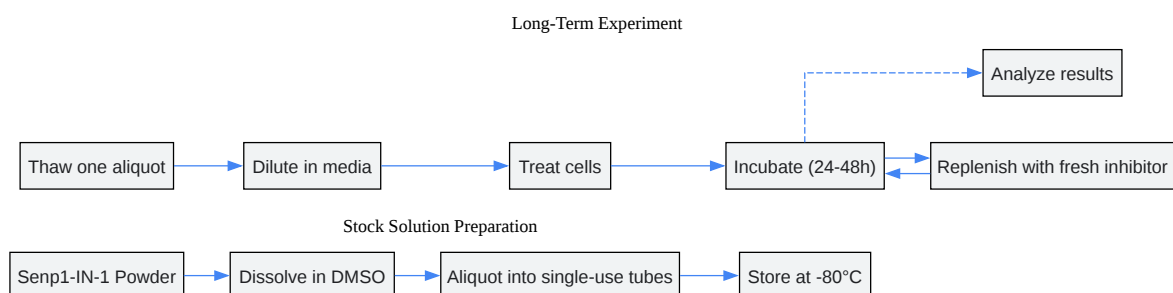 Long-Term Experiment
Analyze results
Thaw one aliquot
Dilute in media
Treat cells
Incubate (24-48h)
Replenish with fresh inhibitor
Stock Solution Preparation
Senp1-IN-1 Powder
Dissolve in DMSO
Aliquot into single-use tubes
Store at -80°C